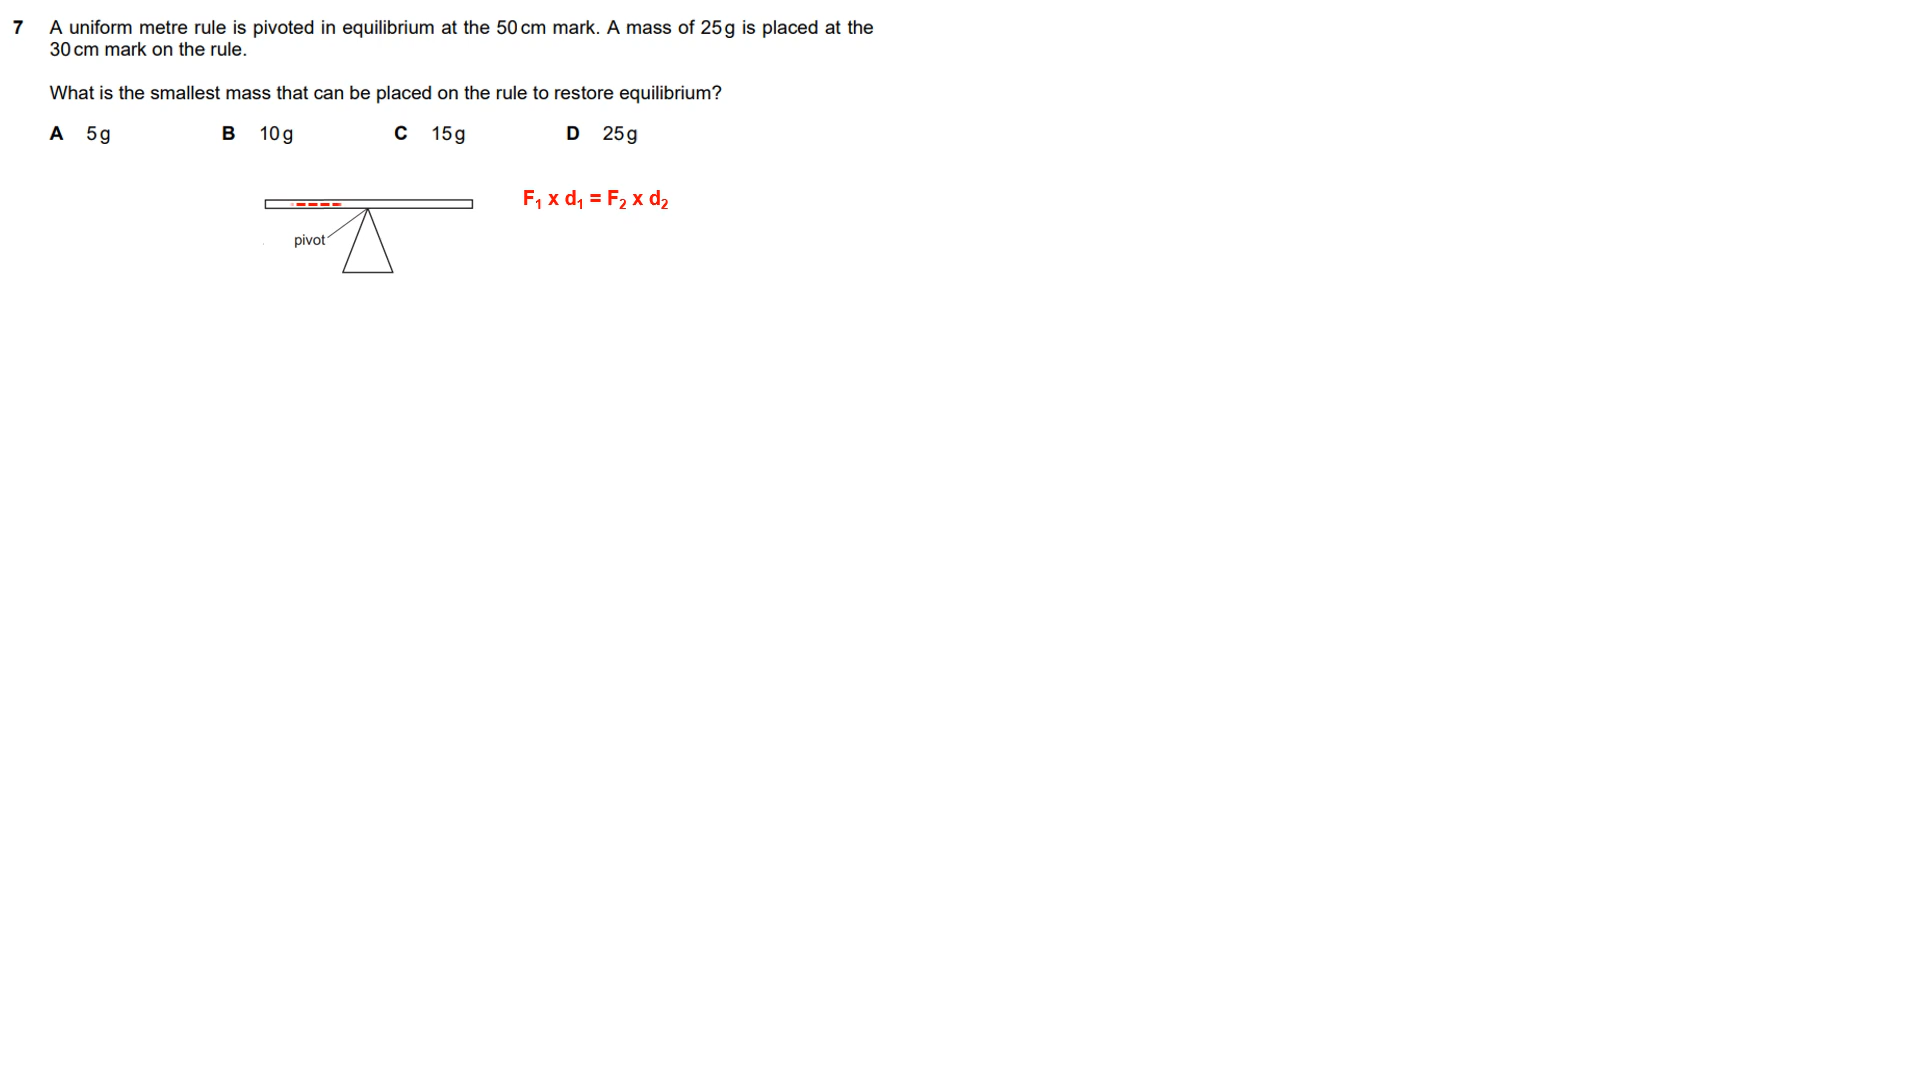 7 A uniform metre rule is pivoted in equilibrium at the 50 cm mark. A mass of 25 g is placed at the
30 cm mark on the rule.
What is the smallest mass that can be placed on the rule to restore equilibrium?
A 5 g B 10 g C 15 g D 25 g
F₁ x d₁ = F₂ x d₂
pivot